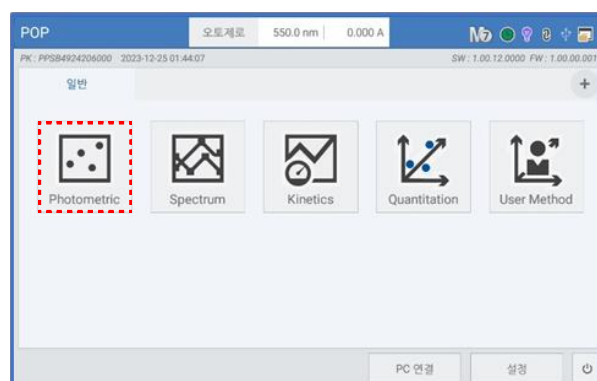 POP 오토제로 550.0 nm 0.000 A M7
PK : PPSB4924206000 2023-12-25 01:44:07 SW : 1.00.12.0000 FW : 1.00.00.001
일반 +
Photometric Spectrum Kinetics Quantitation User Method
PC 연결 설정